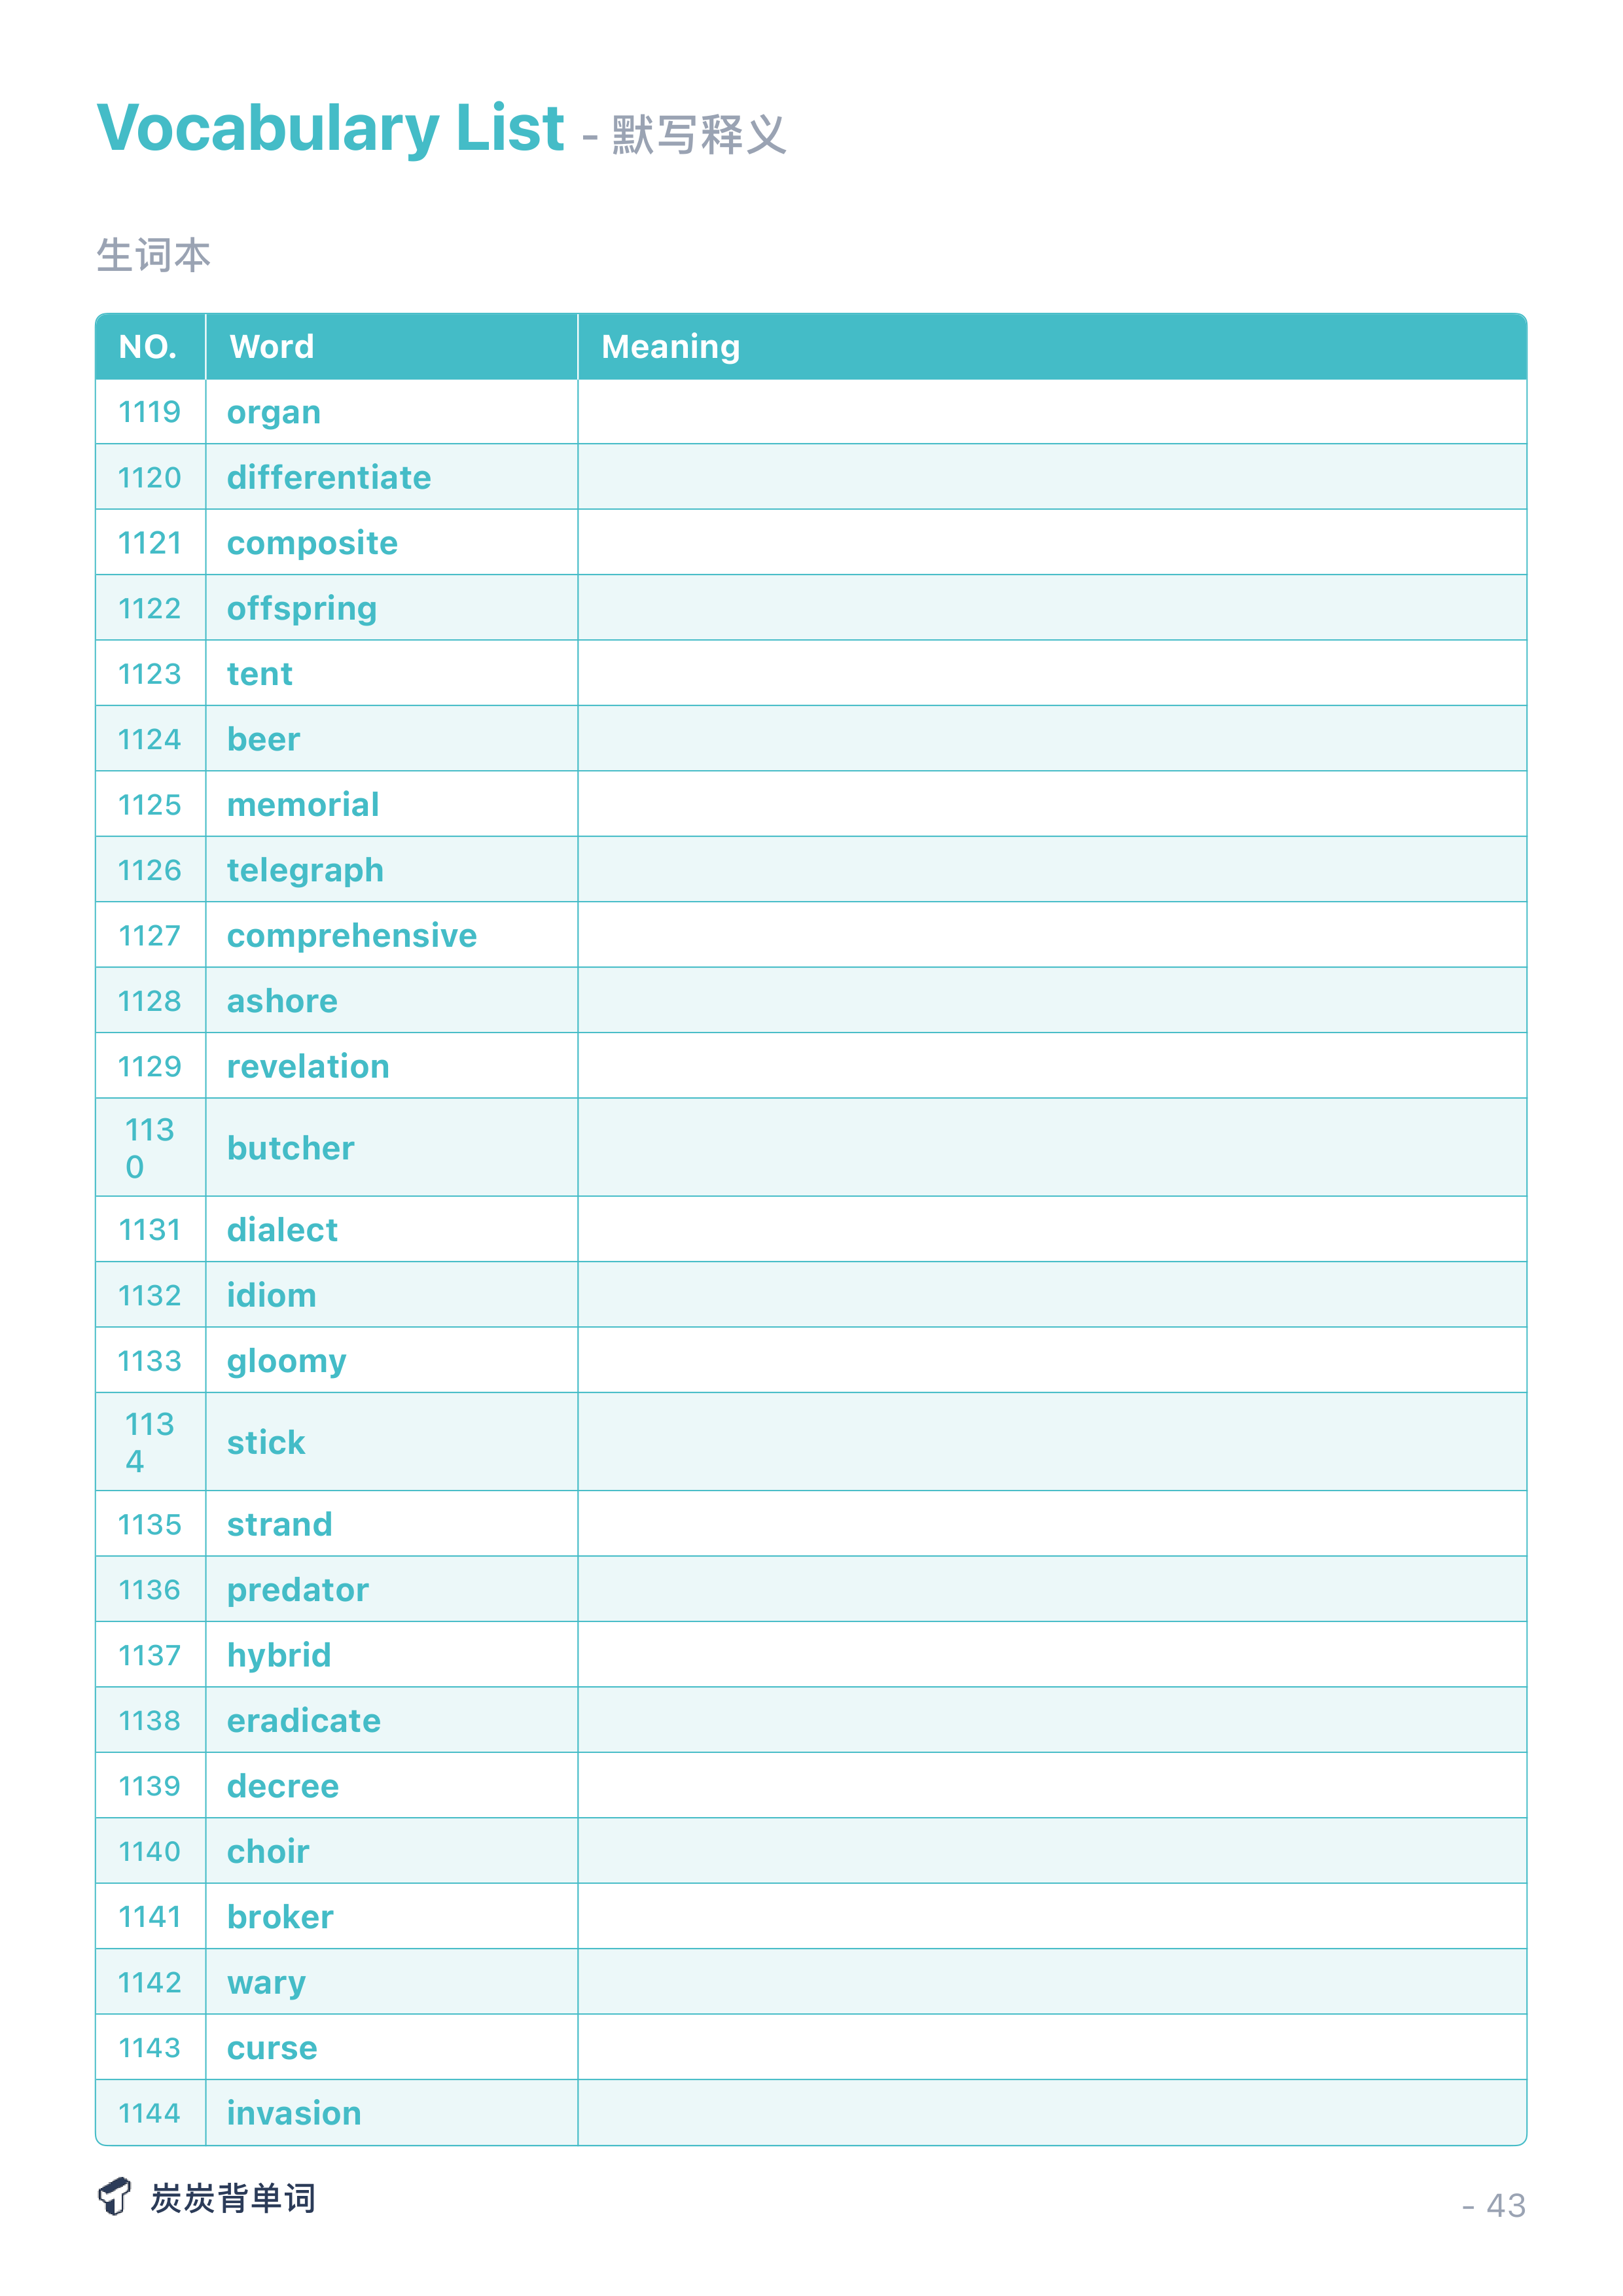 Vocabulary List - 默写释义
生词本
NO. Word Meaning
1119 organ
1120 differentiate
1121 composite
1122 offspring
1123 tent
1124 beer
1125 memorial
1126 telegraph
1127 comprehensive
1128 ashore
1129 revelation
1130 butcher
1131 dialect
1132 idiom
1133 gloomy
1134 stick
1135 strand
1136 predator
1137 hybrid
1138 eradicate
1139 decree
1140 choir
1141 broker
1142 wary
1143 curse
1144 invasion
炭炭背单词
- 43